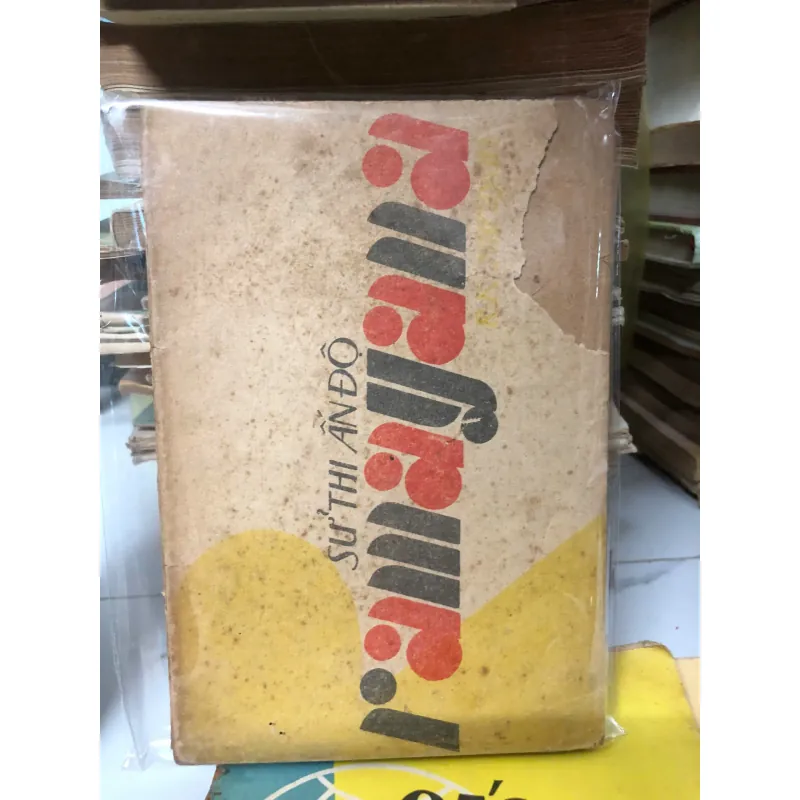 SỬ THI ẤN ĐỘ
ramayana